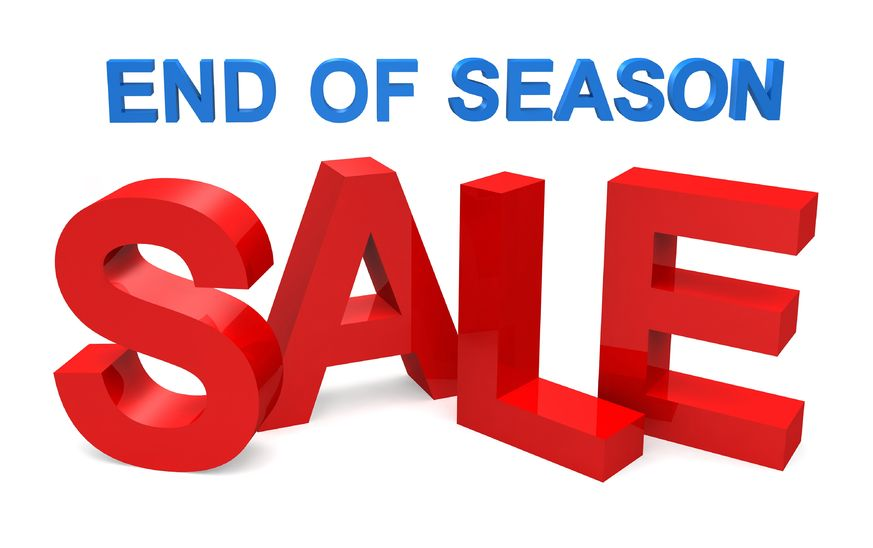 END OF SEASON
SALE